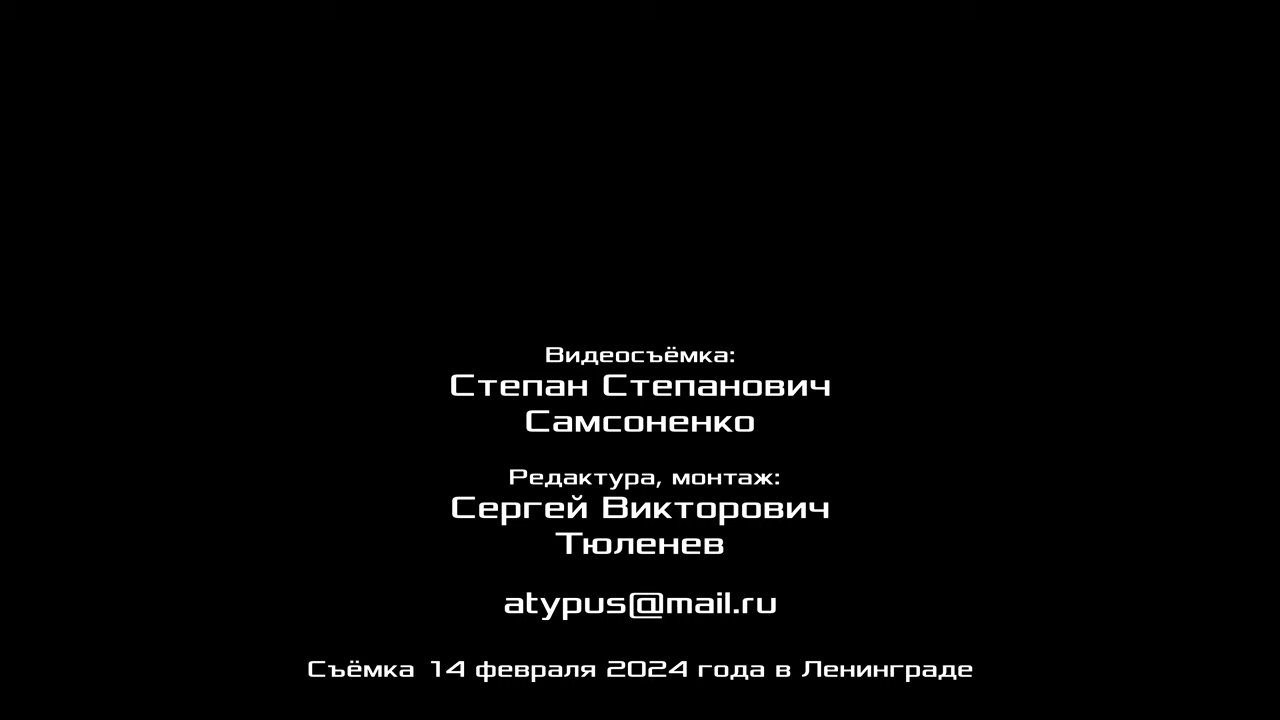 Видеосъёмка:
Степан Степанович
Самсоненко
Редактура, монтаж:
Сергей Викторович
Тюленев
atypus@mail.ru
Съёмка 14 февраля 2024 года в Ленинграде